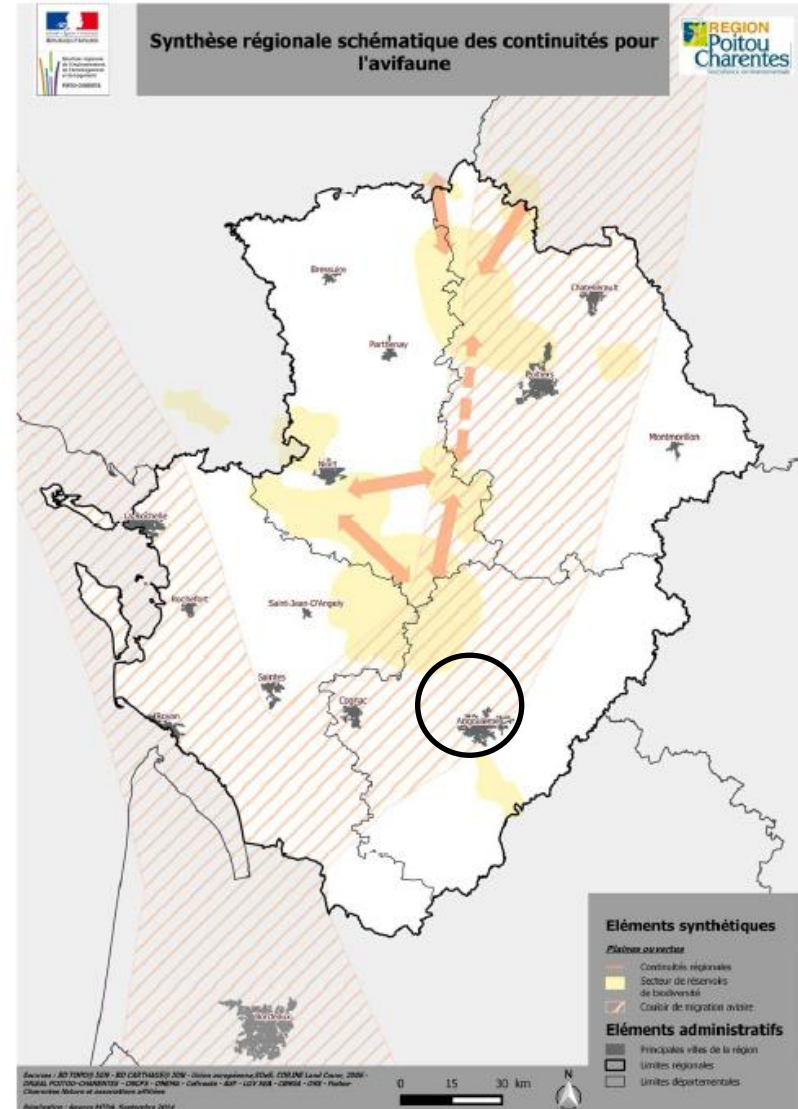 Synthèse régionale schématique des continuités pour
l'avifaune
REGION
Poitou
Charentes
POITOU-CHARENTES
Bressuire
Chatellerault
Parthenay
Poitiers
Montmorillon
Niort
La Rochelle
Rochefort
Saint-Jean-D'Angely
Saintes
Cognac
Royan
Angoulême
Bordeaux
Eléments synthétiques
Plaines ouvertes
Continuités régionales
Secteur de réservoirs
de biodiversité
Couloir de migration aviaire
Eléments administratifs
Principales villes de la région
Limites régionales
Limites départementales
0 15 30 km
N